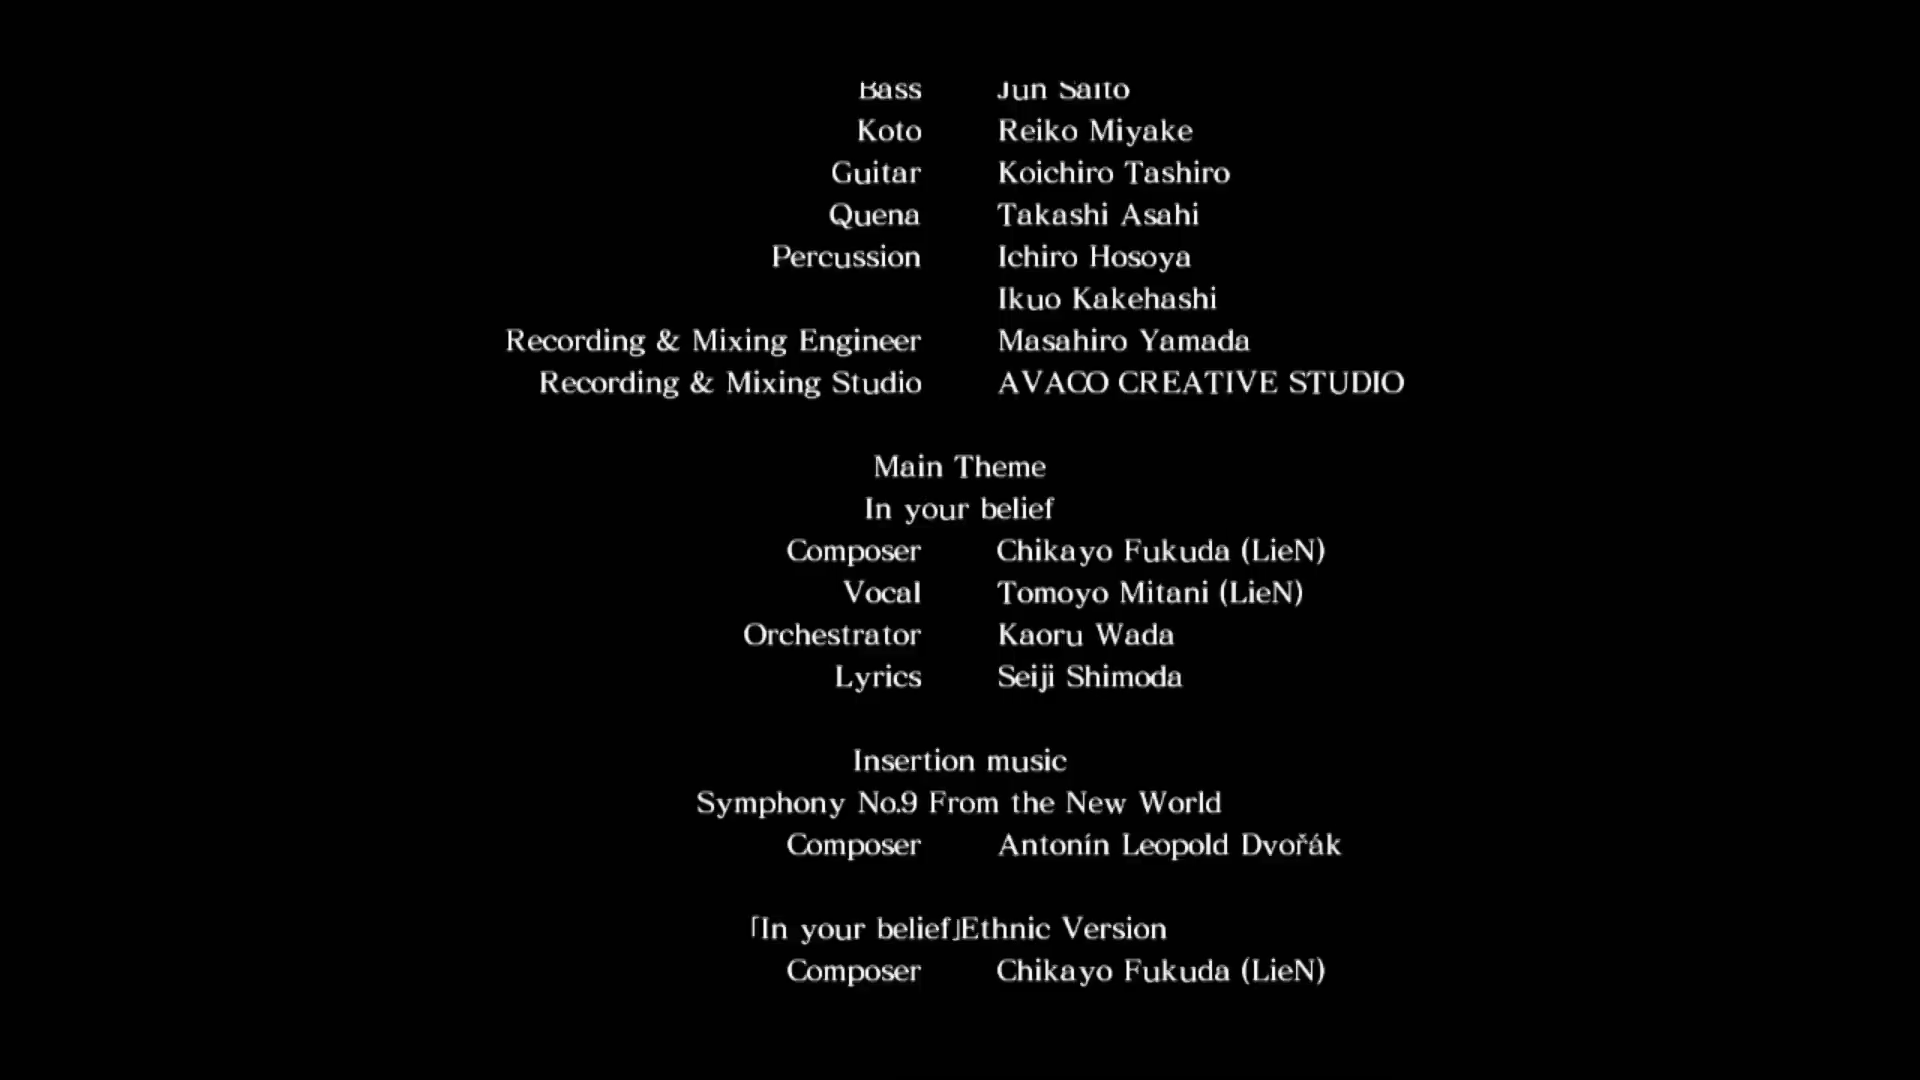 Bass Jun Saito
Koto Reiko Miyake
Guitar Koichiro Tashiro
Quena Takashi Asahi
Percussion Ichiro Hosoya
Ikuo Kakehashi
Recording & Mixing Engineer Masahiro Yamada
Recording & Mixing Studio AVACO CREATIVE STUDIO
Main Theme
In your belief
Composer Chikayo Fukuda (LieN)
Vocal Tomoyo Mitani (LieN)
Orchestrator Kaoru Wada
Lyrics Seiji Shimoda
Insertion music
Symphony No.9 From the New World
Composer Antonín Leopold Dvořák
「In your belief」Ethnic Version
Composer Chikayo Fukuda (LieN)